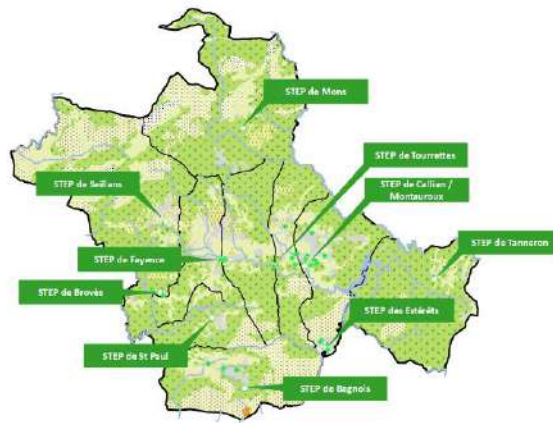 STEP de Mons
STEP de Tourrettes
STEP de Callian /
Montauroux
STEP de Seillans
STEP de Tanneron
STEP de Fayence
STEP de Brovès
STEP des Estérêts
STEP de St Paul
STEP de Bagnols